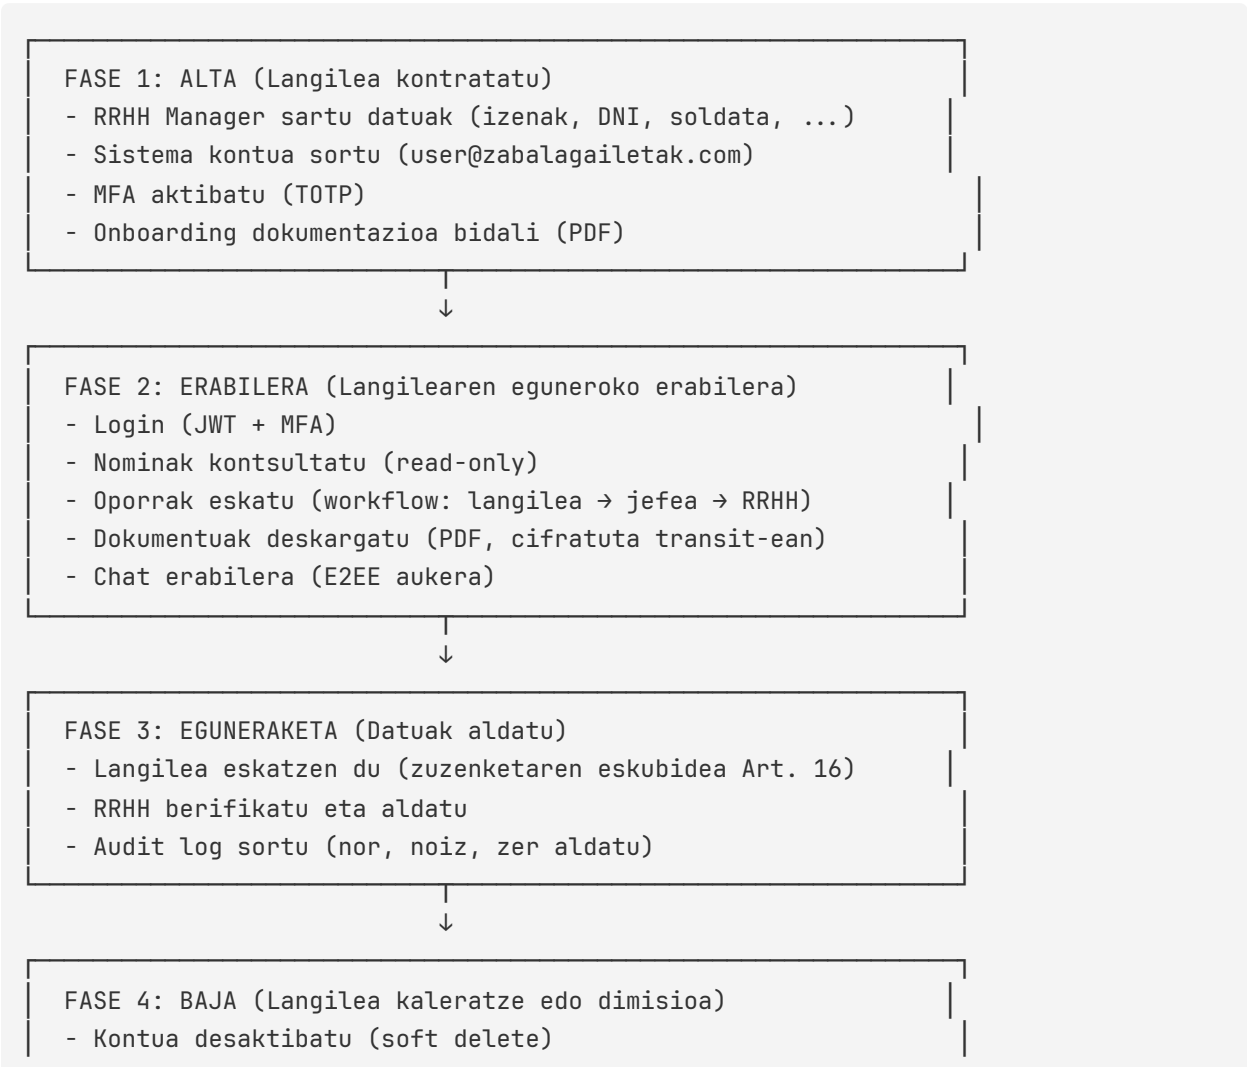 FASE 1: ALTA (Langilea kontratatu)
- RRHH Manager sartu datuak (izenak, DNI, soldata, ...)
- Sistema kontua sortu (user@zabalagailetak.com)
- MFA aktibatu (TOTP)
- Onboarding dokumentazioa bidali (PDF)
↓
FASE 2: ERABILERA (Langilearen eguneroko erabilera)
- Login (JWT + MFA)
- Nominak kontsultatu (read-only)
- Oporrak eskatu (workflow: langilea → jefea → RRHH)
- Dokumentuak deskargatu (PDF, cifratuta transit-ean)
- Chat erabilera (E2EE aukera)
↓
FASE 3: EGUNERAKETA (Datuak aldatu)
- Langilea eskatzen du (zuzenketaren eskubidea Art. 16)
- RRHH berifikatu eta aldatu
- Audit log sortu (nor, noiz, zer aldatu)
↓
FASE 4: BAJA (Langilea kaleratze edo dimisioa)
- Kontua desaktibatu (soft delete)